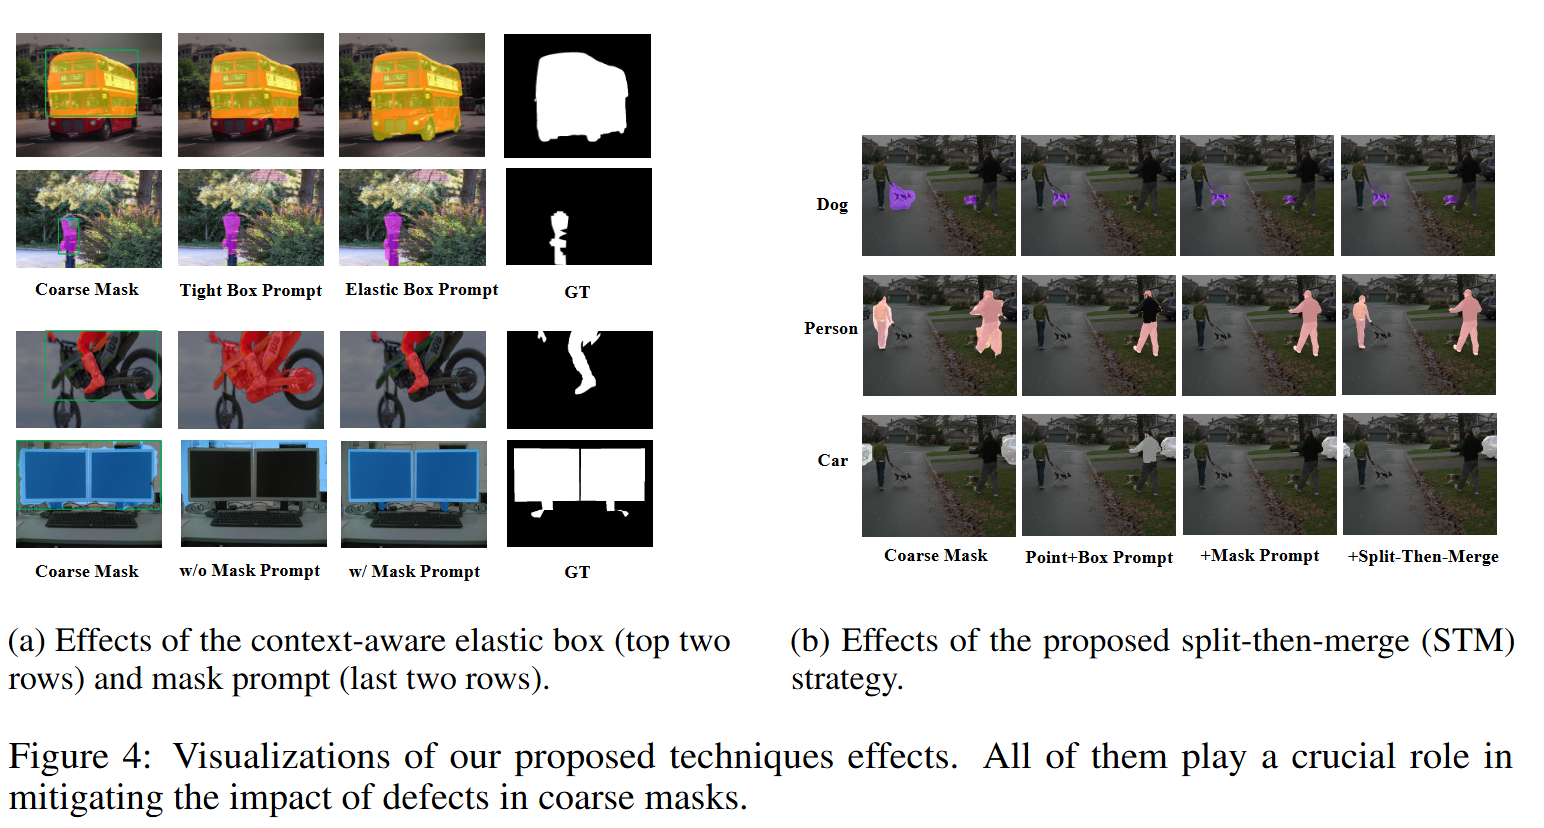 Coarse Mask Tight Box Prompt Elastic Box Prompt GT
Coarse Mask w/o Mask Prompt w/ Mask Prompt GT
(a) Effects of the context-aware elastic box (top two
rows) and mask prompt (last two rows).
Dog
Person
Car
Coarse Mask Point+Box Prompt +Mask Prompt +Split-Then-Merge
(b) Effects of the proposed split-then-merge (STM)
strategy.
Figure 4: Visualizations of our proposed techniques effects. All of them play a crucial role in
mitigating the impact of defects in coarse masks.